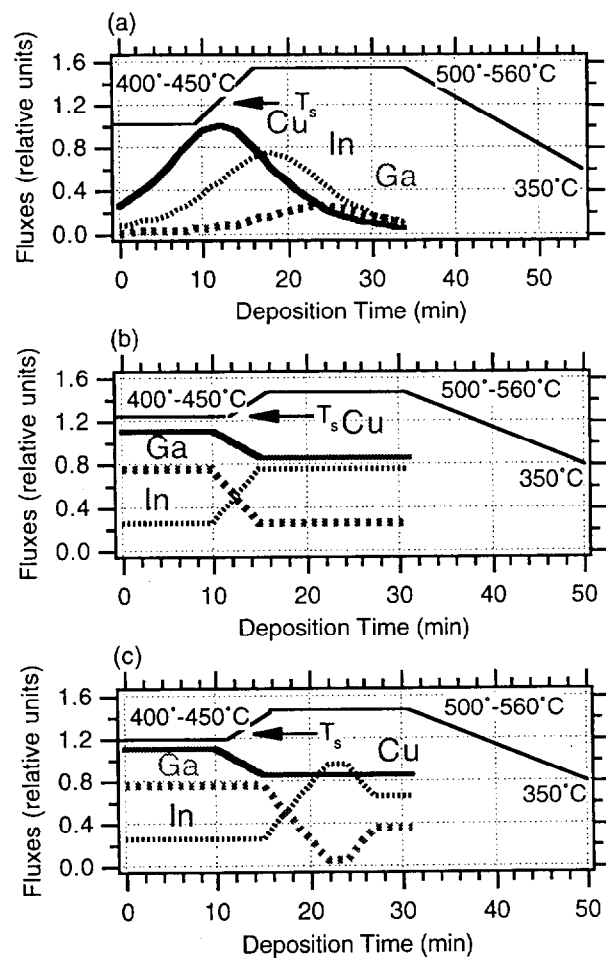 (a)
Fluxes (relative units)
1.6
1.2
0.8
0.4
0.0
400°-450°C
500°-560°C
Ts
Cu
In
Ga
350°C
0 10 20 30 40 50
Deposition Time (min)
(b)
Fluxes (relative units)
1.6
1.2
0.8
0.4
0.0
400°-450°C
500°-560°C
Ts Cu
Ga
In
350°C
0 10 20 30 40 50
Deposition Time (min)
(c)
Fluxes (relative units)
1.6
1.2
0.8
0.4
0.0
400°-450°C
500°-560°C
Ts
Cu
Ga
In
350°C
0 10 20 30 40 50
Deposition Time (min)